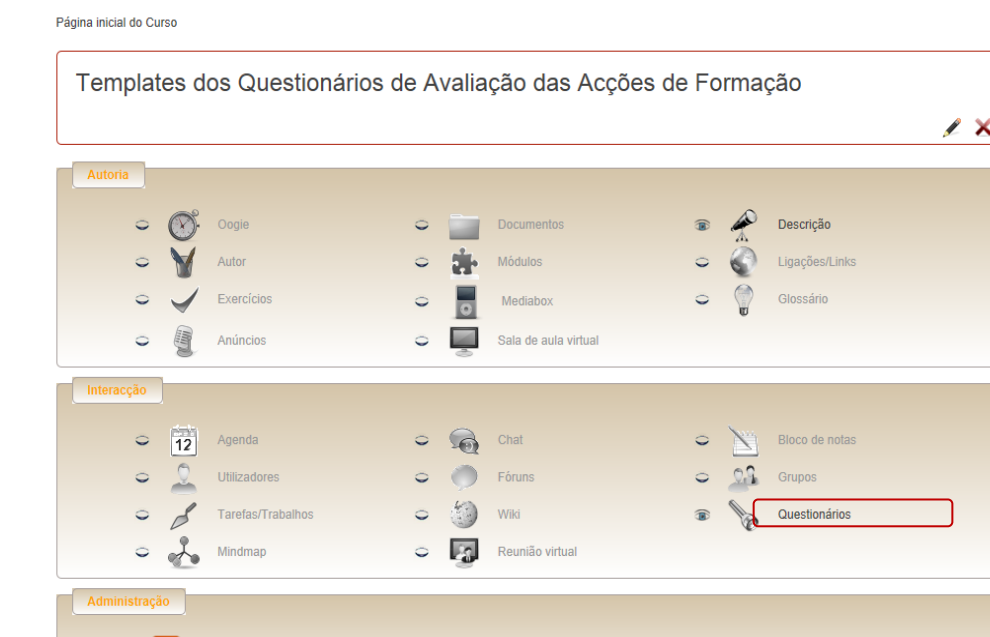 Página inicial do Curso
Templates dos Questionários de Avaliação das Acções de Formação
Autoria
Oogie Documentos Descrição
Autor Módulos Ligações/Links
Exercícios Mediabox Glossário
Anúncios Sala de aula virtual
Interacção
12 Agenda Chat Bloco de notas
Utilizadores Fóruns Grupos
Tarefas/Trabalhos Wiki Questionários
Mindmap Reunião virtual
Administração